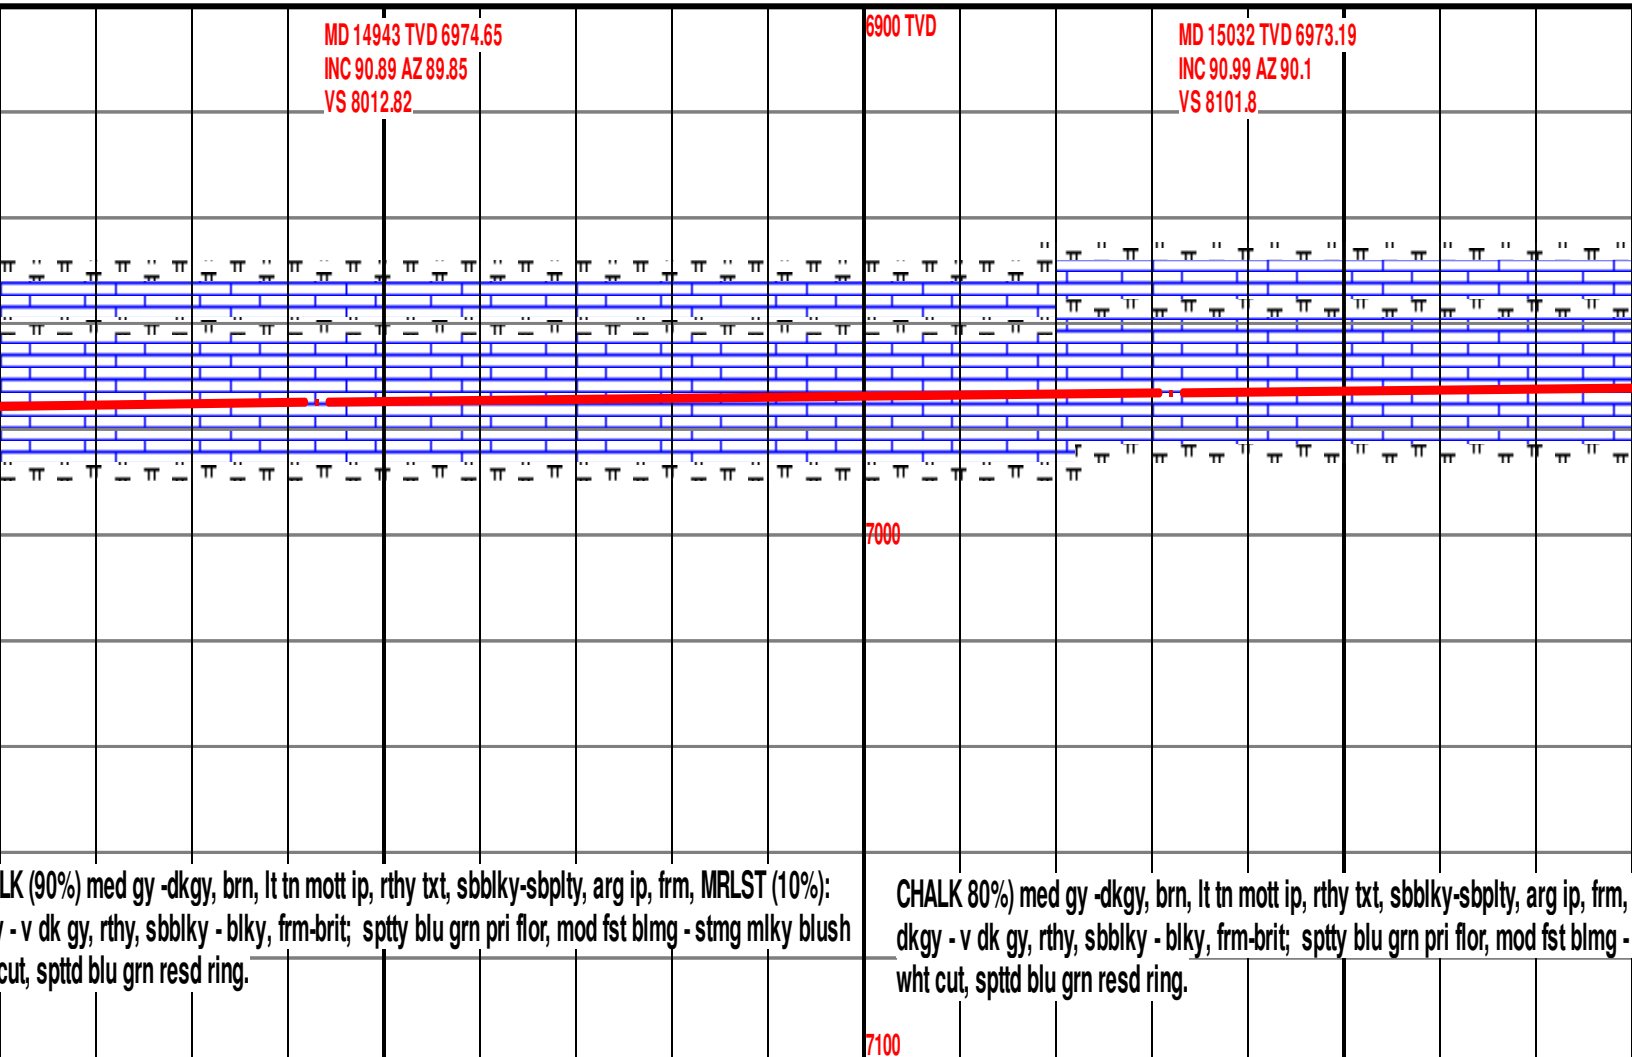 MD 14943 TVD 6974.65
INC 90.89 AZ 89.85
VS 8012.82
6900 TVD
MD 15032 TVD 6973.19
INC 90.99 AZ 90.1
VS 8101.8
7000
LK (90%) med gy -dkgy, brn, lt tn mott ip, rthy txt, sbblky-sbplty, arg ip, frm, MRLST (10%):
- v dk gy, rthy, sbblky - blky, frm-brit; sptty blu grn pri flor, mod fst blmg - stmg mlky blush
cut, spttd blu grn resd ring.
CHALK 80%) med gy -dkgy, brn, lt tn mott ip, rthy txt, sbblky-sbplty, arg ip, frm,
dkgy - v dk gy, rthy, sbblky - blky, frm-brit; sptty blu grn pri flor, mod fst blmg -
wht cut, spttd blu grn resd ring.
7100